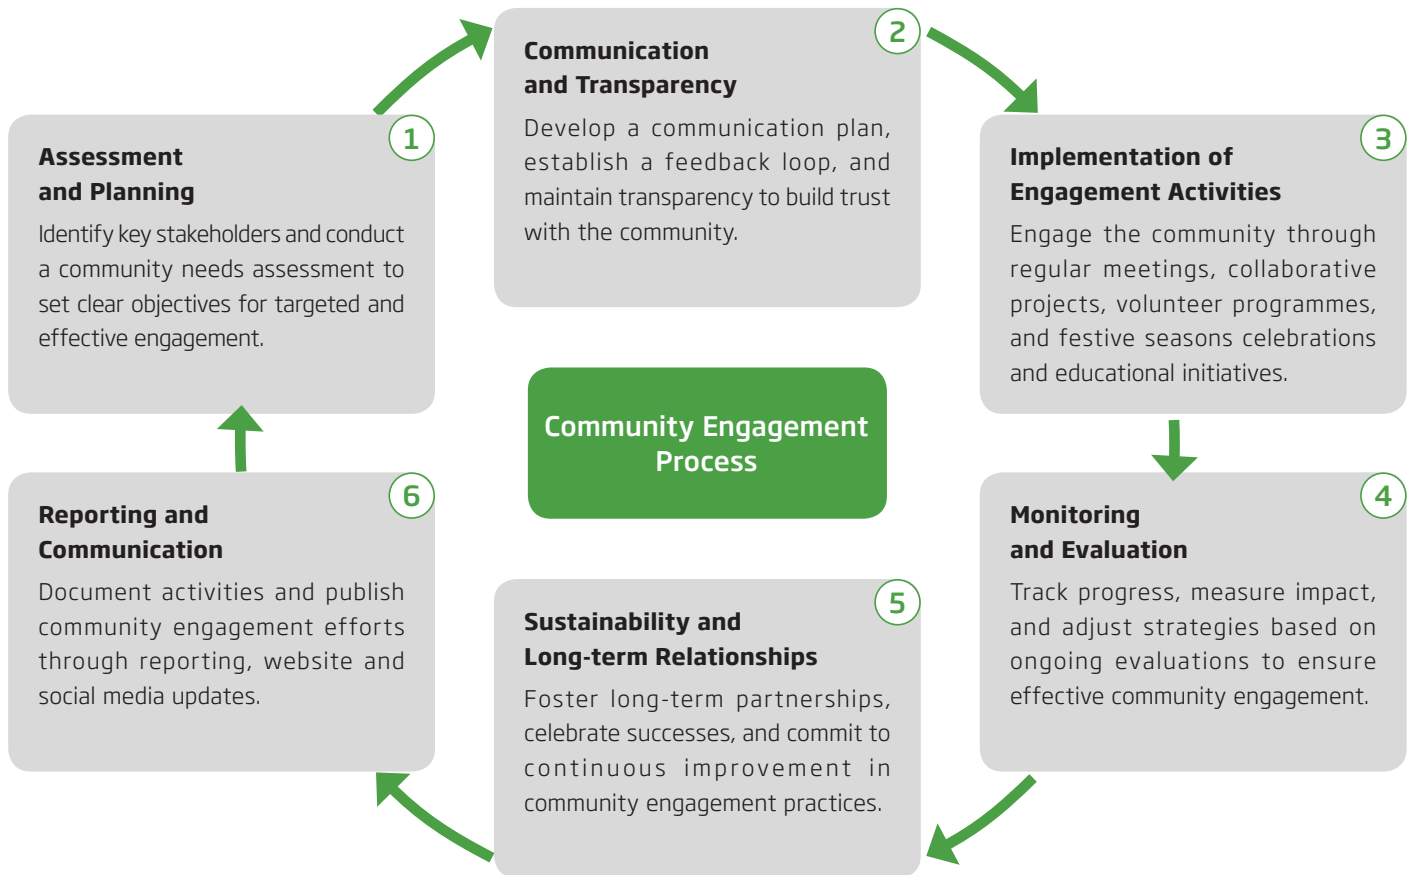 1
Assessment
and Planning
Identify key stakeholders and conduct
a community needs assessment to
set clear objectives for targeted and
effective engagement.
2
Communication
and Transparency
Develop a communication plan,
establish a feedback loop, and
maintain transparency to build trust
with the community.
3
Implementation of
Engagement Activities
Engage the community through
regular meetings, collaborative
projects, volunteer programmes,
and festive seasons celebrations
and educational initiatives.
Community Engagement
Process
4
Monitoring
and Evaluation
Track progress, measure impact,
and adjust strategies based on
ongoing evaluations to ensure
effective community engagement.
5
Sustainability and
Long-term Relationships
Foster long-term partnerships,
celebrate successes, and commit to
continuous improvement in
community engagement practices.
6
Reporting and
Communication
Document activities and publish
community engagement efforts
through reporting, website and
social media updates.